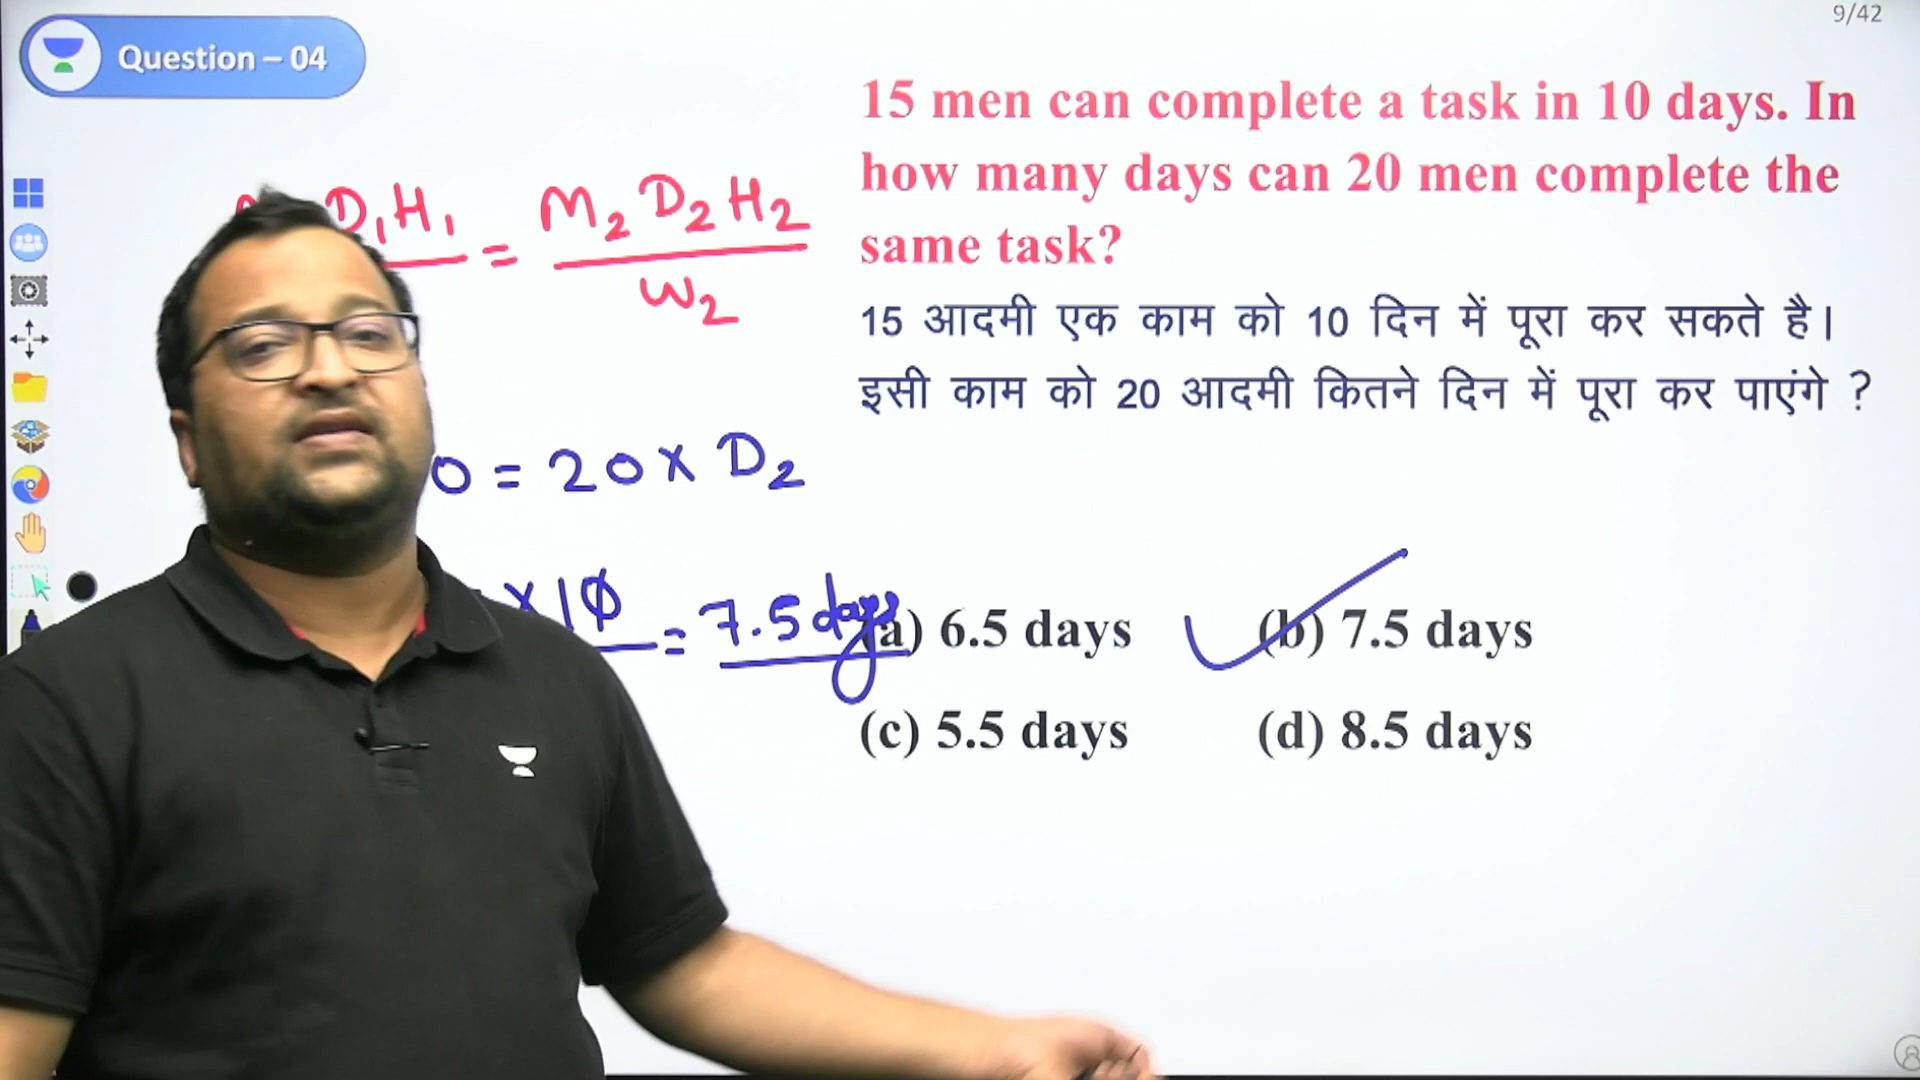 9/42
Question – 04
15 men can complete a task in 10 days. In
how many days can 20 men complete the
same task?
15 आदमी एक काम को 10 दिन में पूरा कर सकते है।
इसी काम को 20 आदमी कितने दिन में पूरा कर पाएंगे ?
D₁H₁ = M₂D₂H₂
W₂
0 = 20 × D₂
× 10 = 7.5 days
(a) 6.5 days (b) 7.5 days
(c) 5.5 days (d) 8.5 days